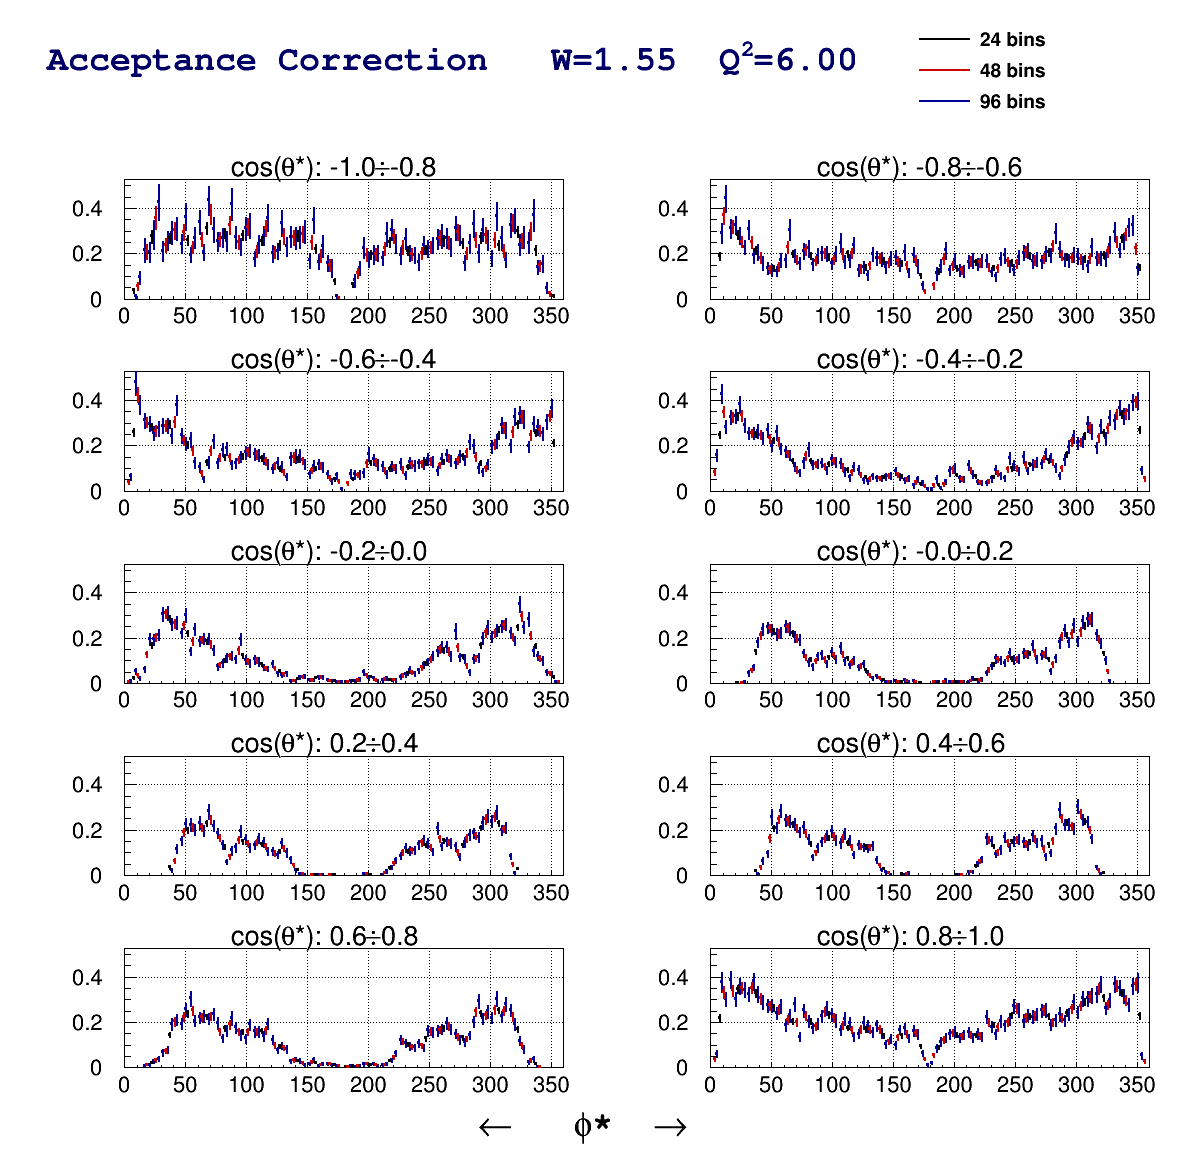 Acceptance Correction W=1.55 Q²=6.00
24 bins
48 bins
96 bins
cos(θ*): -1.0÷-0.8
0.4
0.2
0
0 50 100 150 200 250 300 350
cos(θ*): -0.8÷-0.6
0.4
0.2
0
0 50 100 150 200 250 300 350
cos(θ*): -0.6÷-0.4
0.4
0.2
0
0 50 100 150 200 250 300 350
cos(θ*): -0.4÷-0.2
0.4
0.2
0
0 50 100 150 200 250 300 350
cos(θ*): -0.2÷0.0
0.4
0.2
0
0 50 100 150 200 250 300 350
cos(θ*): -0.0÷0.2
0.4
0.2
0
0 50 100 150 200 250 300 350
cos(θ*): 0.2÷0.4
0.4
0.2
0
0 50 100 150 200 250 300 350
cos(θ*): 0.4÷0.6
0.4
0.2
0
0 50 100 150 200 250 300 350
cos(θ*): 0.6÷0.8
0.4
0.2
0
0 50 100 150 200 250 300 350
cos(θ*): 0.8÷1.0
0.4
0.2
0
0 50 100 150 200 250 300 350
← ϕ* →